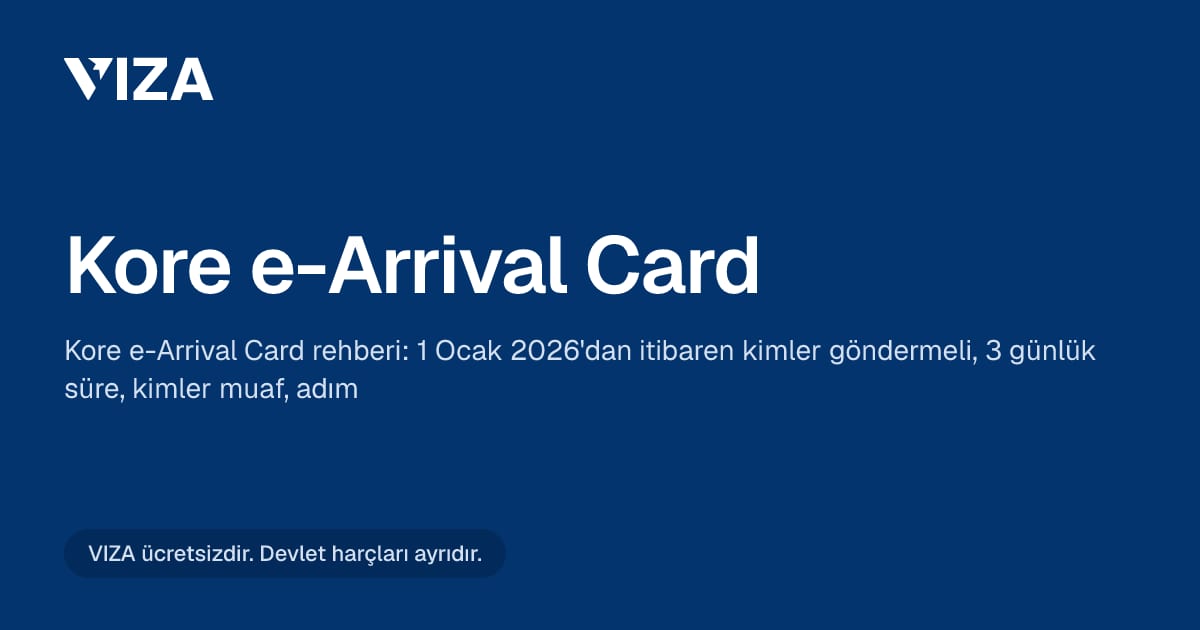 VIZA
Kore e-Arrival Card
Kore e-Arrival Card rehberi: 1 Ocak 2026'dan itibaren kimler göndermeli, 3 günlük
süre, kimler muaf, adım
VIZA ücretsizdir. Devlet harçları ayrıdır.